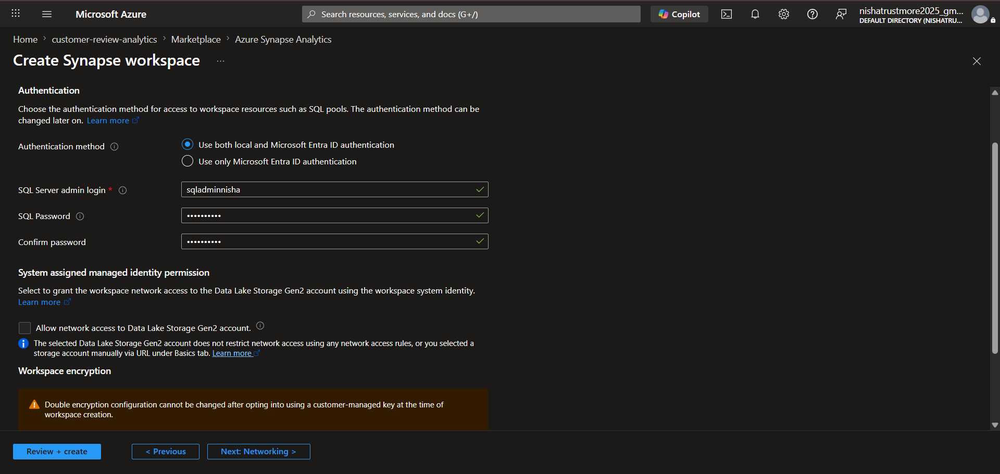 Microsoft Azure
Search resources, services, and docs (G+/)
Copilot
nishatrustmore2025_gm...
DEFAULT DIRECTORY (NISHATRU...
Home > customer-review-analytics > Marketplace > Azure Synapse Analytics
Create Synapse workspace ...
Authentication
Choose the authentication method for access to workspace resources such as SQL pools. The authentication method can be
changed later on. Learn more
Authentication method
Use both local and Microsoft Entra ID authentication
Use only Microsoft Entra ID authentication
SQL Server admin login *
sqladminnisha
SQL Password
••••••••••
Confirm password
••••••••••
System assigned managed identity permission
Select to grant the workspace network access to the Data Lake Storage Gen2 account using the workspace system identity.
Learn more
Allow network access to Data Lake Storage Gen2 account.
The selected Data Lake Storage Gen2 account does not restrict network access using any network access rules, or you selected a
storage account manually via URL under Basics tab. Learn more
Workspace encryption
Double encryption configuration cannot be changed after opting into using a customer-managed key at the time of
workspace creation.
Review + create
< Previous
Next: Networking >